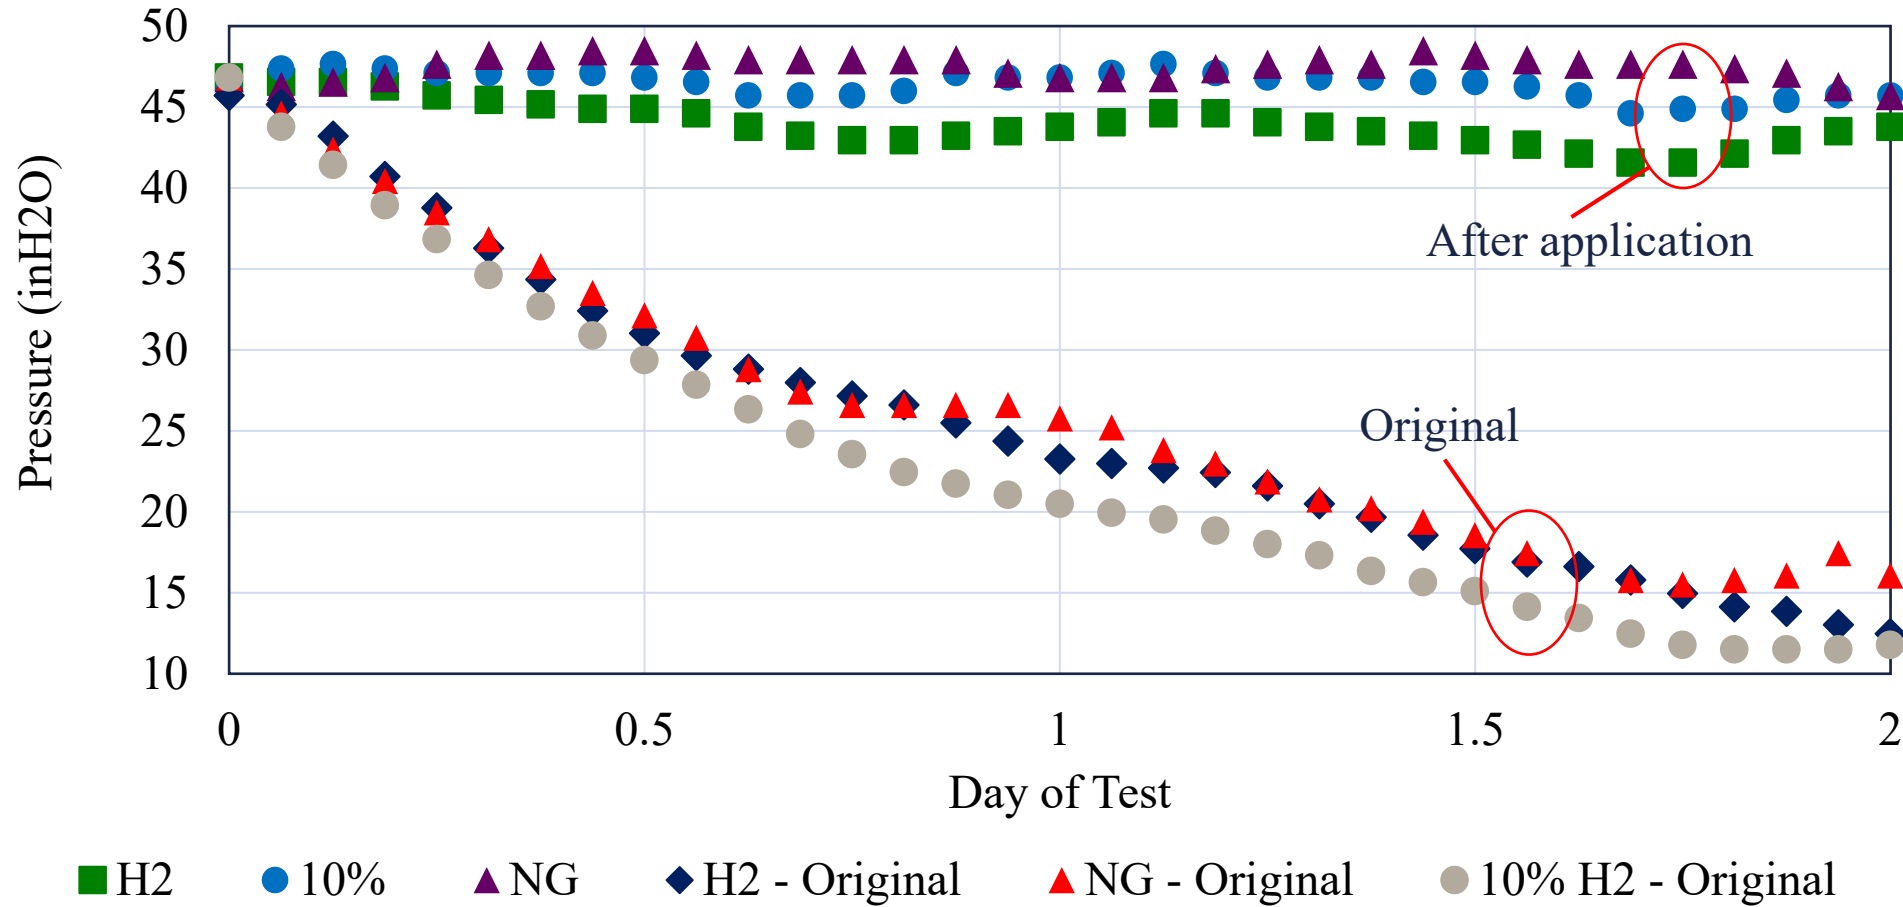 50
45
40
35
30
25
20
15
10
Pressure (inH2O)
After application
Original
0 0.5 1 1.5 2
Day of Test
H2 10% NG H2 - Original NG - Original 10% H2 - Original